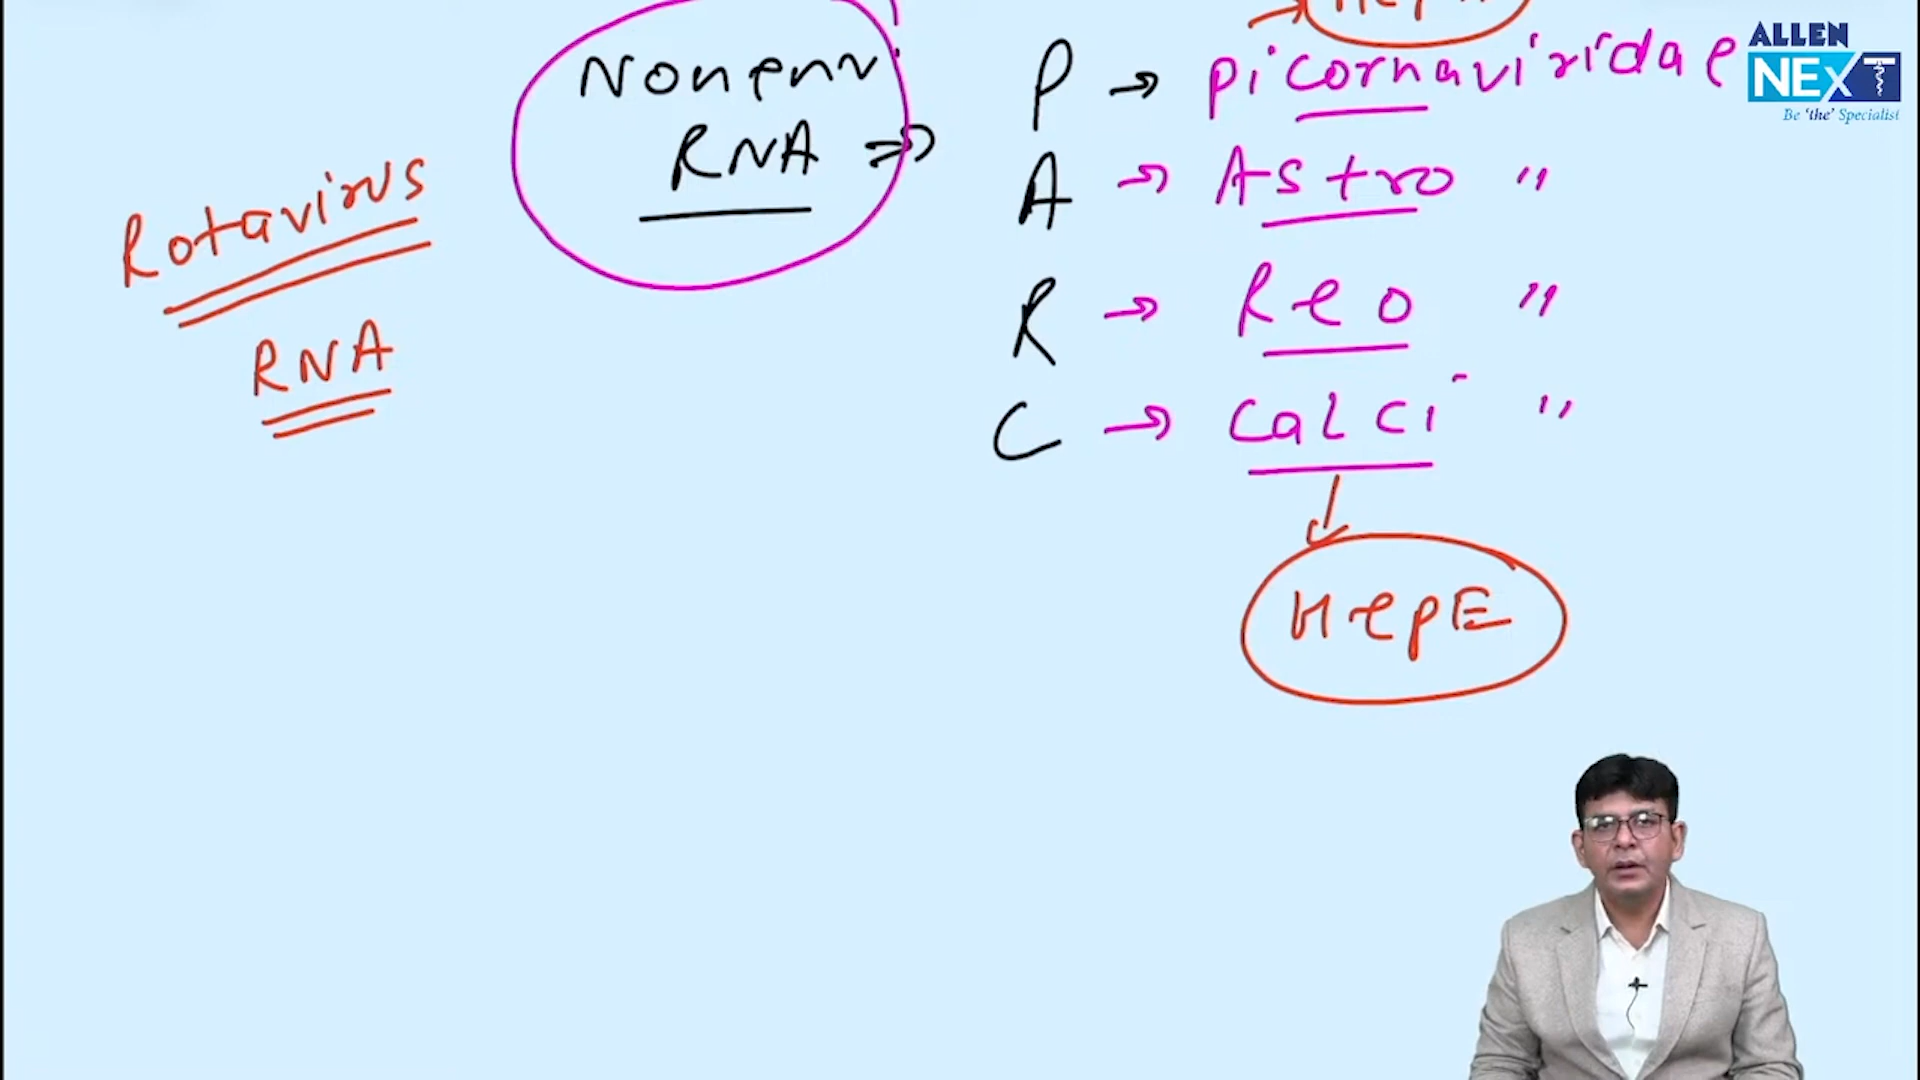 ALLEN
NEXT
Be 'the' Specialist
Nonenv
RNA ⇒
P → Picornaviridae
A → Astro "
R → Reo "
C → Calci "
↓
HepE
Rotavirus
RNA